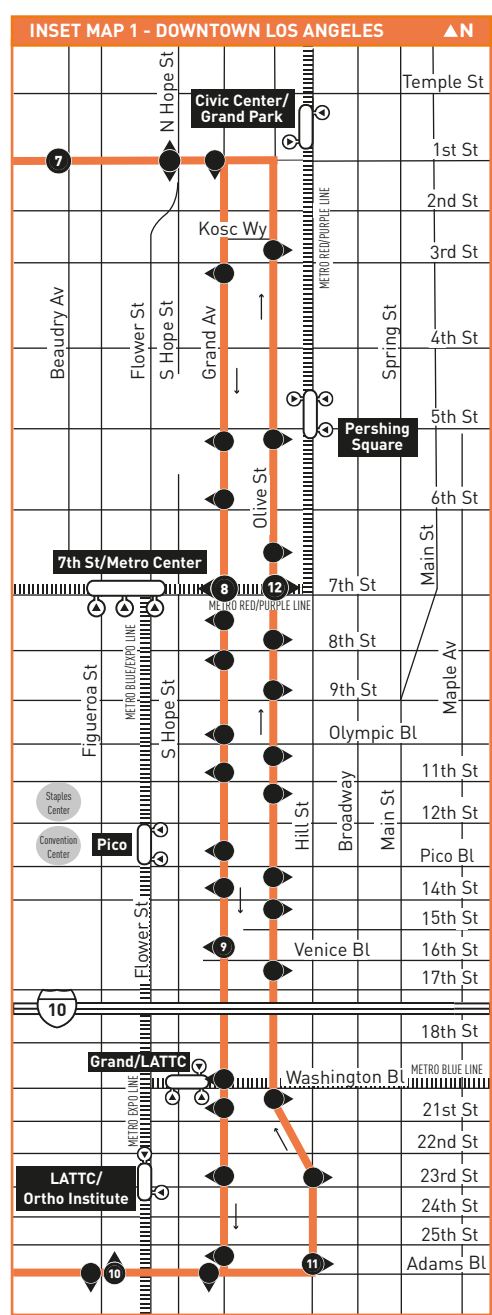 INSET MAP 1 - DOWNTOWN LOS ANGELES
▲N
N Hope St
Temple St
Civic Center/
Grand Park
7
1st St
2nd St
Kosc Wy
METRO RED/PURPLE LINE
3rd St
Beaudry Av
Flower St
S Hope St
Grand Av
Spring St
4th St
5th St
Pershing
Square
Olive St
6th St
Main St
7th St/Metro Center
8
12
7th St
METRO RED/PURPLE LINE
METRO BLUE/EXPO LINE
8th St
Figueroa St
S Hope St
9th St
Maple Av
Olympic Bl
11th St
Staples
Center
Hill St
Broadway
Main St
12th St
Convention
Center
Pico
Pico Bl
14th St
Flower St
15th St
9
Venice Bl
16th St
17th St
10
18th St
Grand/LATTC
Washington Bl
METRO BLUE LINE
METRO EXPO LINE
21st St
22nd St
LATTC/
Ortho Institute
23rd St
24th St
25th St
10
11
Adams Bl